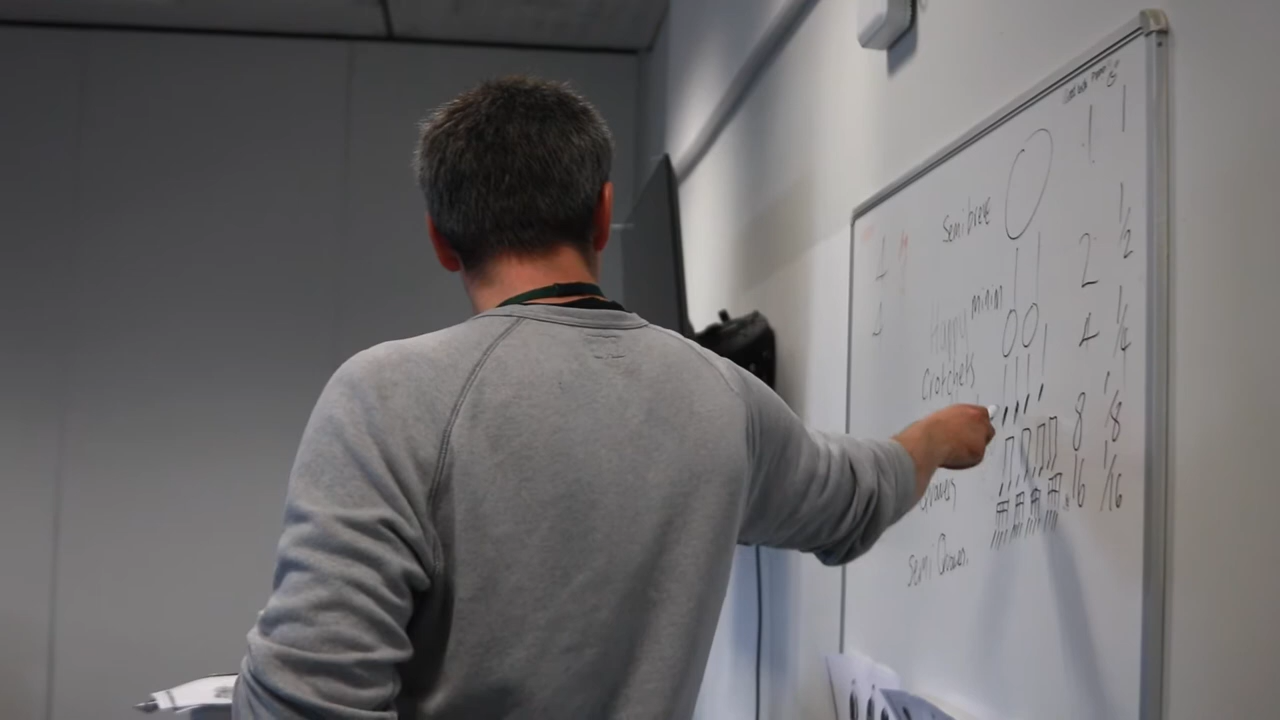 1 1
Semibreve
2 1/2
minim
Happy
4 1/4
Crotchets
8 1/8
Quavers
16 1/16
Semi Quavers.